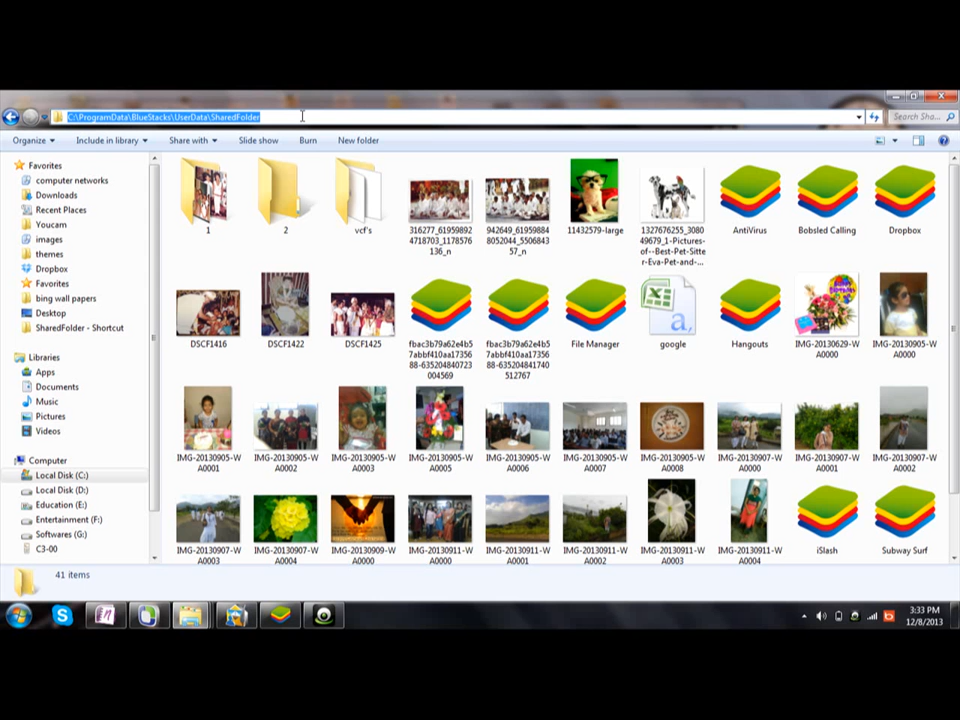 C:\ProgramData\BlueStacks\UserData\SharedFolder
Search Sha...
Organize
Include in library
Share with
Slide show
Burn
New folder
Favorites
computer networks
Downloads
Recent Places
Youcam
images
themes
Dropbox
Favorites
bing wall papers
Desktop
SharedFolder - Shortcut
Libraries
Apps
Documents
Music
Pictures
Videos
Computer
Local Disk (C:)
Local Disk (D:)
Education (E:)
Entertainment (F:)
Softwares (G:)
C3-00
1
2
vcf's
316277_61959892
4718703_1178576
136_n
942649_61959884
8052044_5506843
57_n
11432579-large
1327676255_3080
49679_1-Pictures-
of--Best-Pet-Sitt
er-Eva-Pet-and-...
AntiVirus
Bobsled Calling
Dropbox
DSCF1416
DSCF1422
DSCF1425
fbac3b79a62e4b5
7abbf410aa17356
88-635204840723
004569
fbac3b79a62e4b5
7abbf410aa17356
88-635204841740
512767
File Manager
google
Hangouts
IMG-20130629-W
A0000
IMG-20130905-W
A0000
IMG-20130905-W
A0001
IMG-20130905-W
A0002
IMG-20130905-W
A0003
IMG-20130905-W
A0005
IMG-20130905-W
A0006
IMG-20130905-W
A0007
IMG-20130905-W
A0008
IMG-20130907-W
A0000
IMG-20130907-W
A0001
IMG-20130907-W
A0002
IMG-20130907-W
A0003
IMG-20130907-W
A0004
IMG-20130909-W
A0000
IMG-20130911-W
A0000
IMG-20130911-W
A0001
IMG-20130911-W
A0002
IMG-20130911-W
A0003
IMG-20130911-W
A0004
iSlash
Subway Surf
41 items
3:33 PM
12/8/2013